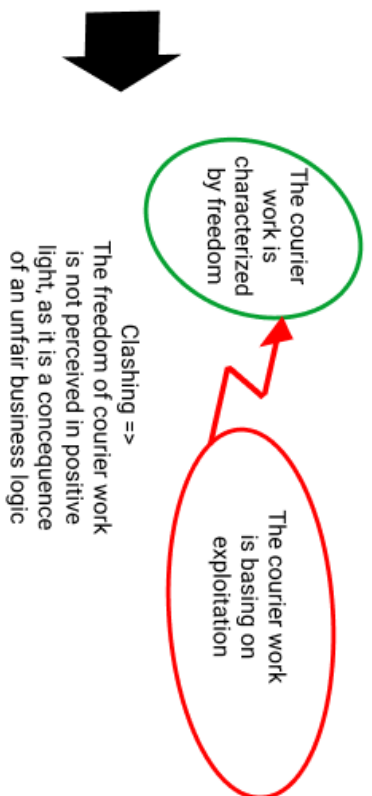 The courier
work is
characterized
by freedom
The courier work
is basing on
exploitation
Clashing =>
The freedom of courier work
is not perceived in positive
light, as it is a concequence
of an unfair business logic